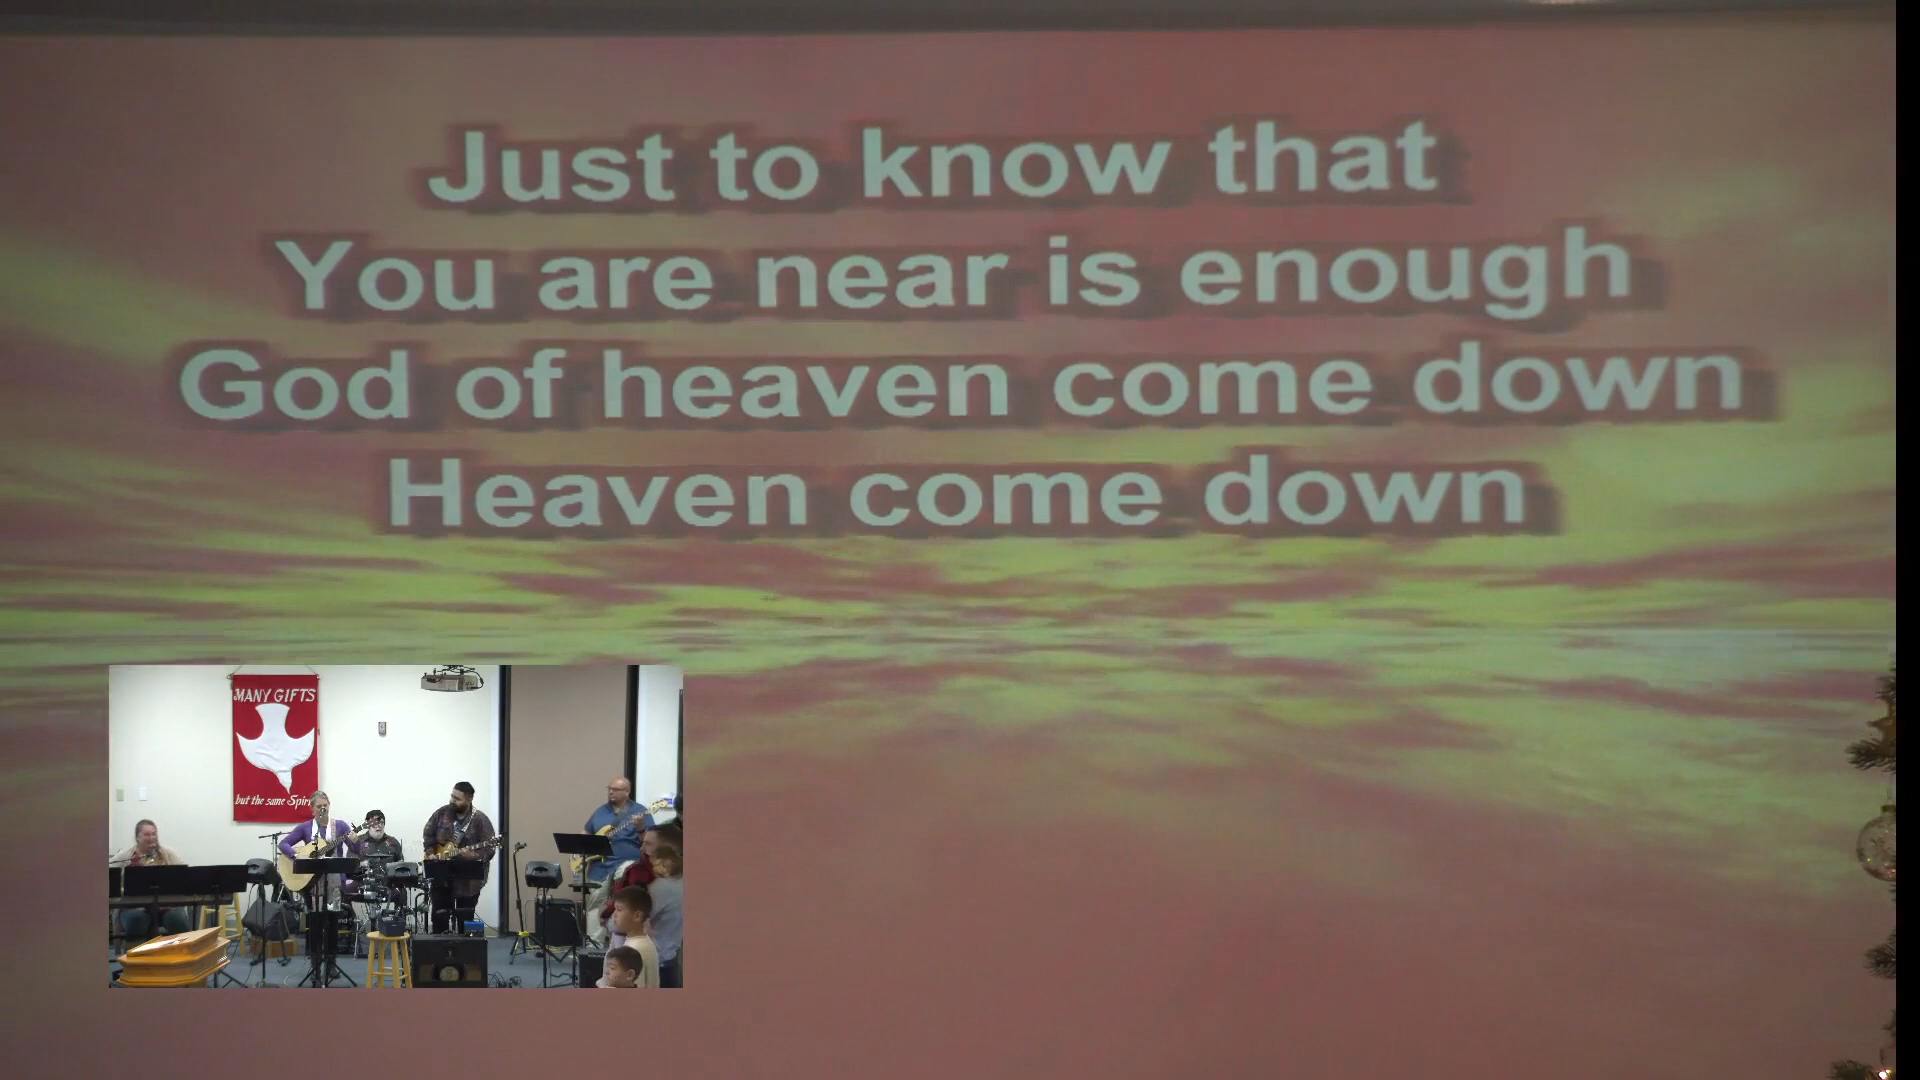 Just to know that
You are near is enough
God of heaven come down
Heaven come down
MANY GIFTS
but the same Spirit